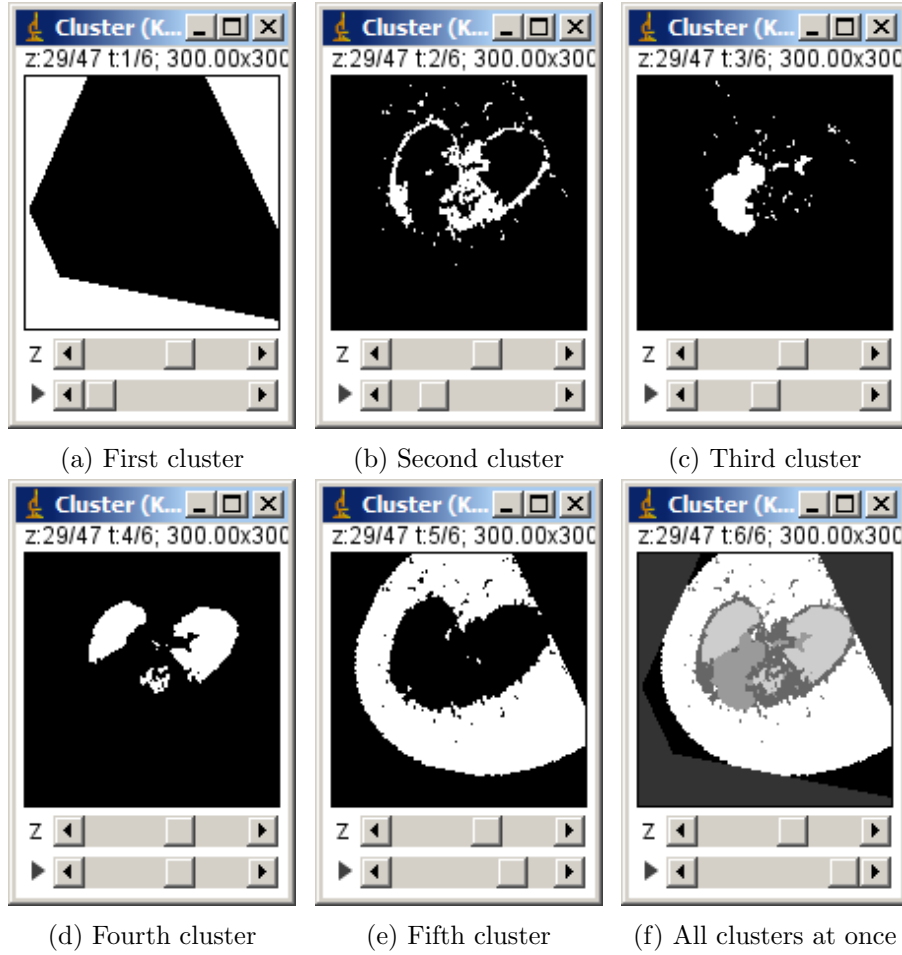 Cluster (K...
z:29/47 t:1/6; 300.00x300
Z
(a) First cluster
Cluster (K...
z:29/47 t:2/6; 300.00x300
Z
(b) Second cluster
Cluster (K...
z:29/47 t:3/6; 300.00x300
Z
(c) Third cluster
Cluster (K...
z:29/47 t:4/6; 300.00x300
Z
(d) Fourth cluster
Cluster (K...
z:29/47 t:5/6; 300.00x300
Z
(e) Fifth cluster
Cluster (K...
z:29/47 t:6/6; 300.00x300
Z
(f) All clusters at once